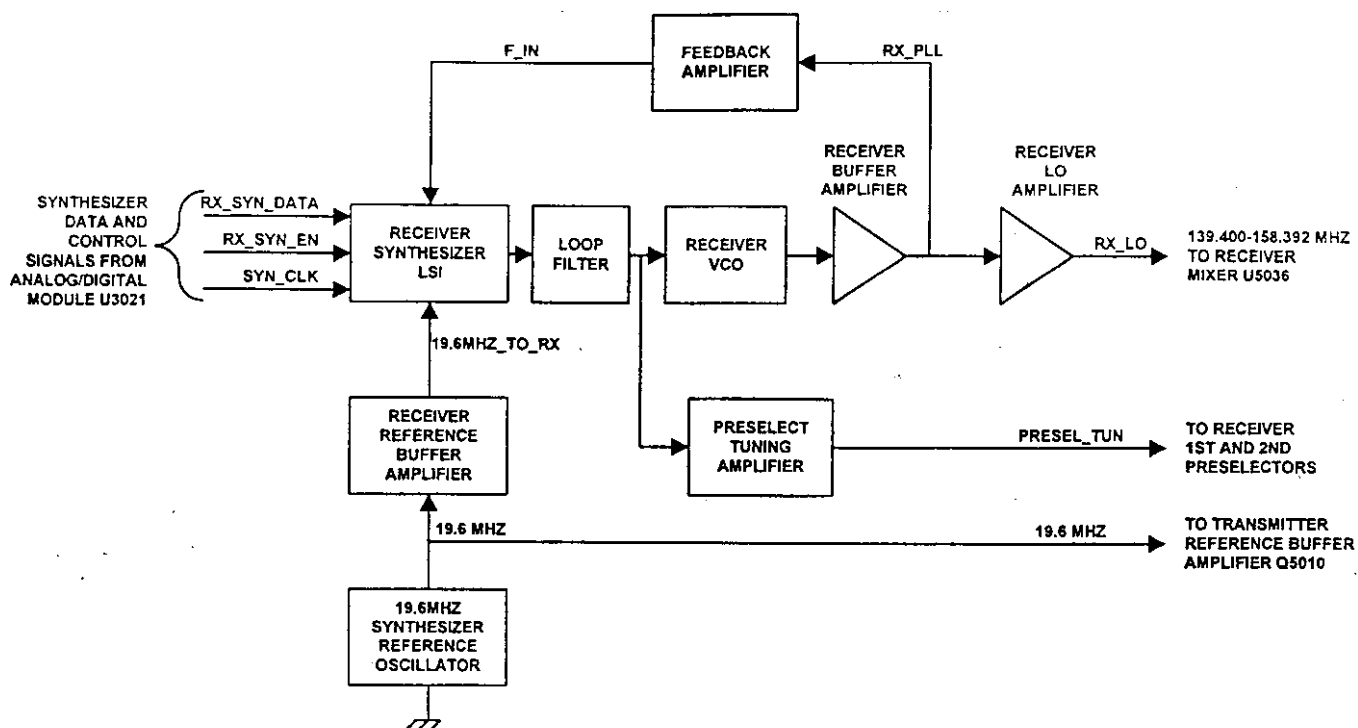 F_IN
FEEDBACK
AMPLIFIER
RX_PLL
RECEIVER
BUFFER
AMPLIFIER
RECEIVER
LO
AMPLIFIER
SYNTHESIZER
DATA AND
CONTROL
SIGNALS FROM
ANALOG/DIGITAL
MODULE U3021
RX_SYN_DATA
RX_SYN_EN
SYN_CLK
RECEIVER
SYNTHESIZER
LSI
LOOP
FILTER
RECEIVER
VCO
RX_LO
139.400-158.392 MHZ
TO RECEIVER
MIXER U5036
19.6MHZ_TO_RX
RECEIVER
REFERENCE
BUFFER
AMPLIFIER
PRESELECT
TUNING
AMPLIFIER
PRESEL_TUN
TO RECEIVER
1ST AND 2ND
PRESELECTORS
19.6 MHZ
19.6 MHZ
TO TRANSMITTER
REFERENCE BUFFER
AMPLIFIER Q5010
19.6MHZ
SYNTHESIZER
REFERENCE
OSCILLATOR